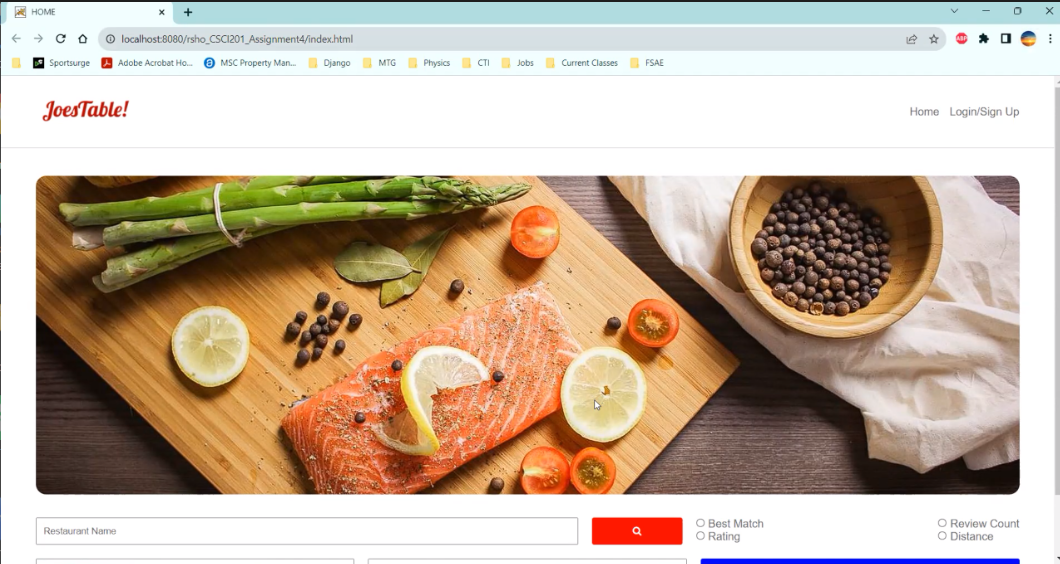 HOME
localhost:8080/rsho_CSCI201_Assignment4/index.html
ABP
Sportsurge
Adobe Acrobat Ho...
MSC Property Man...
Django
MTG
Physics
CTI
Jobs
Current Classes
FSAE
JoesTable!
Home
Login/Sign Up
Restaurant Name
Best Match
Review Count
Rating
Distance